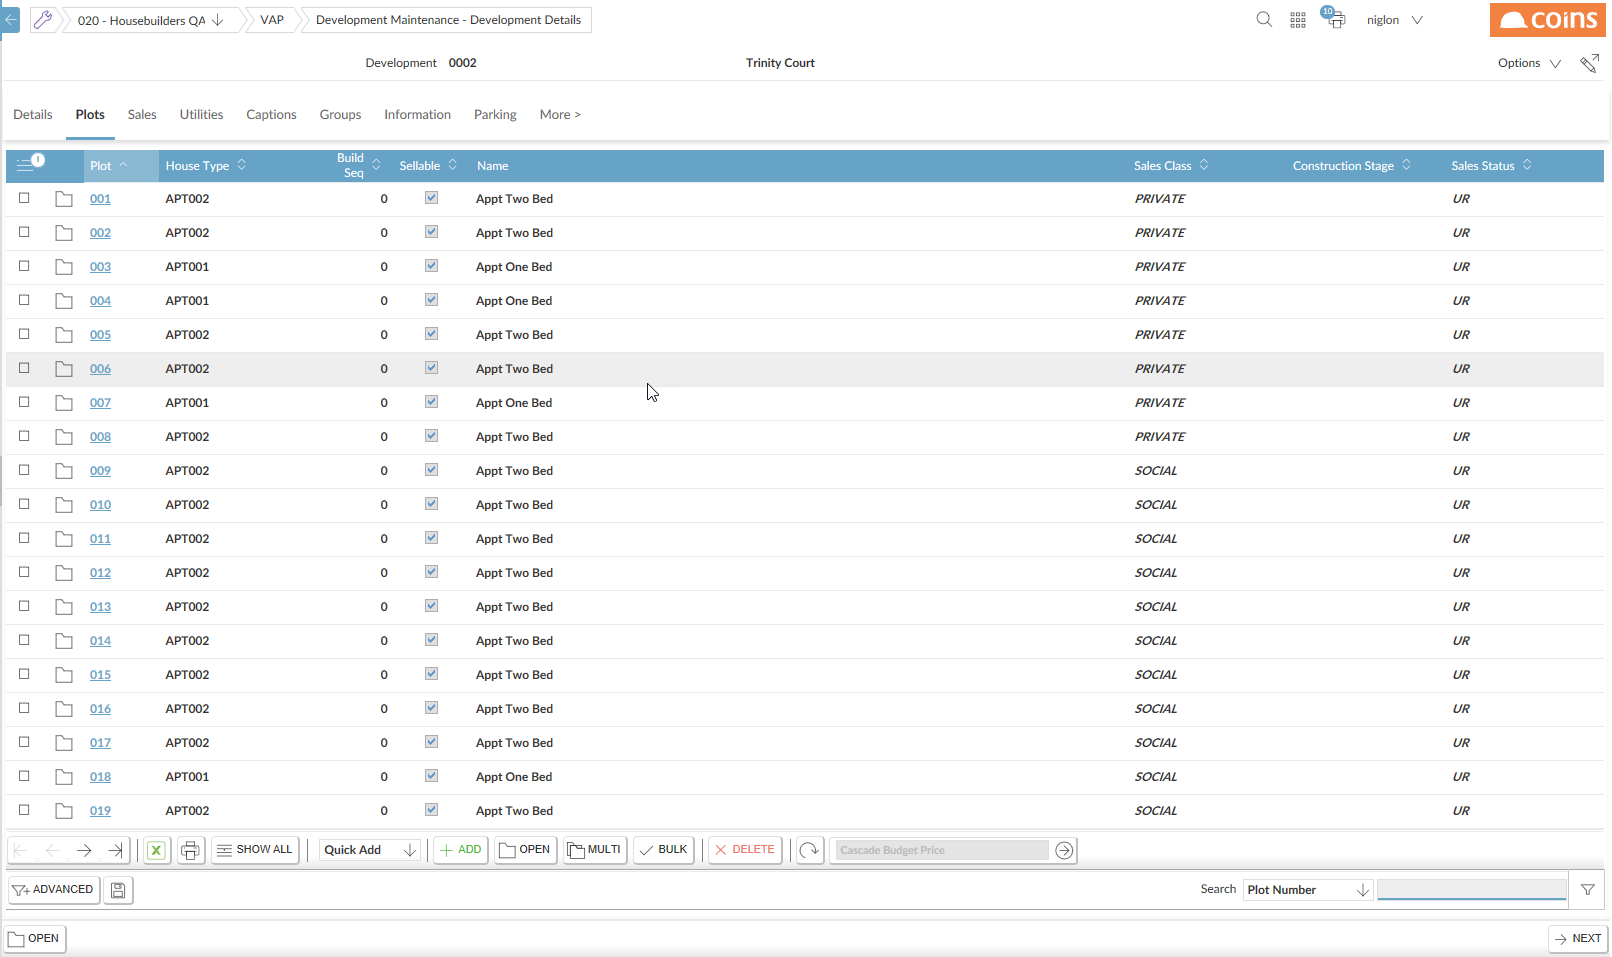 020 - Housebuilders QA VAP Development Maintenance - Development Details 10 niglon coins
Development 0002 Trinity Court Options
Details Plots Sales Utilities Captions Groups Information Parking More >
Plot House Type Build Seq Sellable Name Sales Class Construction Stage Sales Status
001 APT002 0 Appt Two Bed PRIVATE UR
002 APT002 0 Appt Two Bed PRIVATE UR
003 APT001 0 Appt One Bed PRIVATE UR
004 APT001 0 Appt One Bed PRIVATE UR
005 APT002 0 Appt Two Bed PRIVATE UR
006 APT002 0 Appt Two Bed PRIVATE UR
007 APT001 0 Appt One Bed PRIVATE UR
008 APT002 0 Appt Two Bed PRIVATE UR
009 APT002 0 Appt Two Bed SOCIAL UR
010 APT002 0 Appt Two Bed SOCIAL UR
011 APT002 0 Appt Two Bed SOCIAL UR
012 APT002 0 Appt Two Bed SOCIAL UR
013 APT002 0 Appt Two Bed SOCIAL UR
014 APT002 0 Appt Two Bed SOCIAL UR
015 APT002 0 Appt Two Bed SOCIAL UR
016 APT002 0 Appt Two Bed SOCIAL UR
017 APT002 0 Appt Two Bed SOCIAL UR
018 APT001 0 Appt One Bed SOCIAL UR
019 APT002 0 Appt Two Bed SOCIAL UR
SHOW ALL Quick Add ADD OPEN MULTI BULK DELETE Cascade Budget Price
ADVANCED Search Plot Number
OPEN NEXT